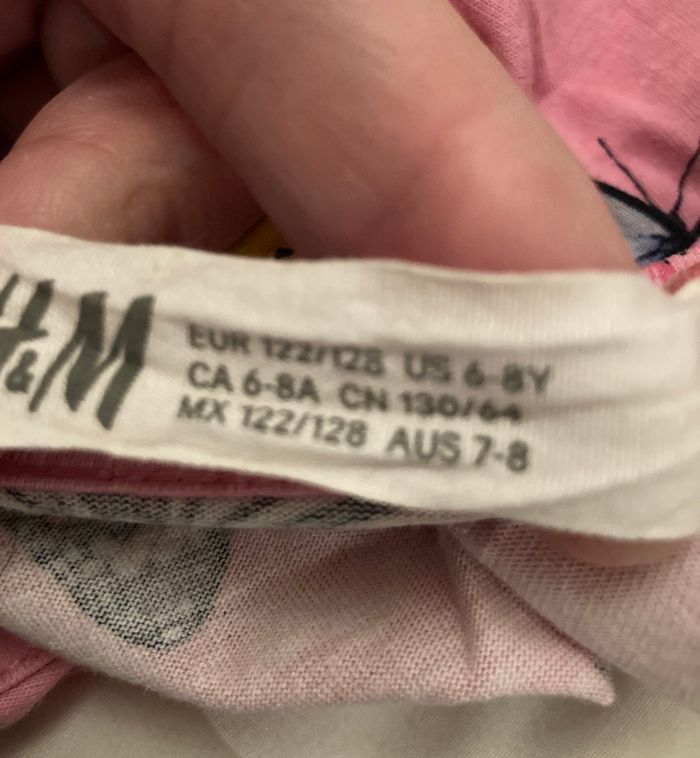 H&M
EUR 122/128 US 6-8Y
CA 6-8A CN 130/64
MX 122/128 AUS 7-8